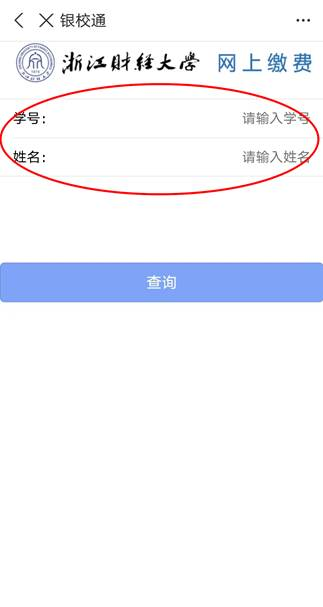 银校通
浙江财经大学 网上缴费
学号： 请输入学号
姓名： 请输入姓名
查询